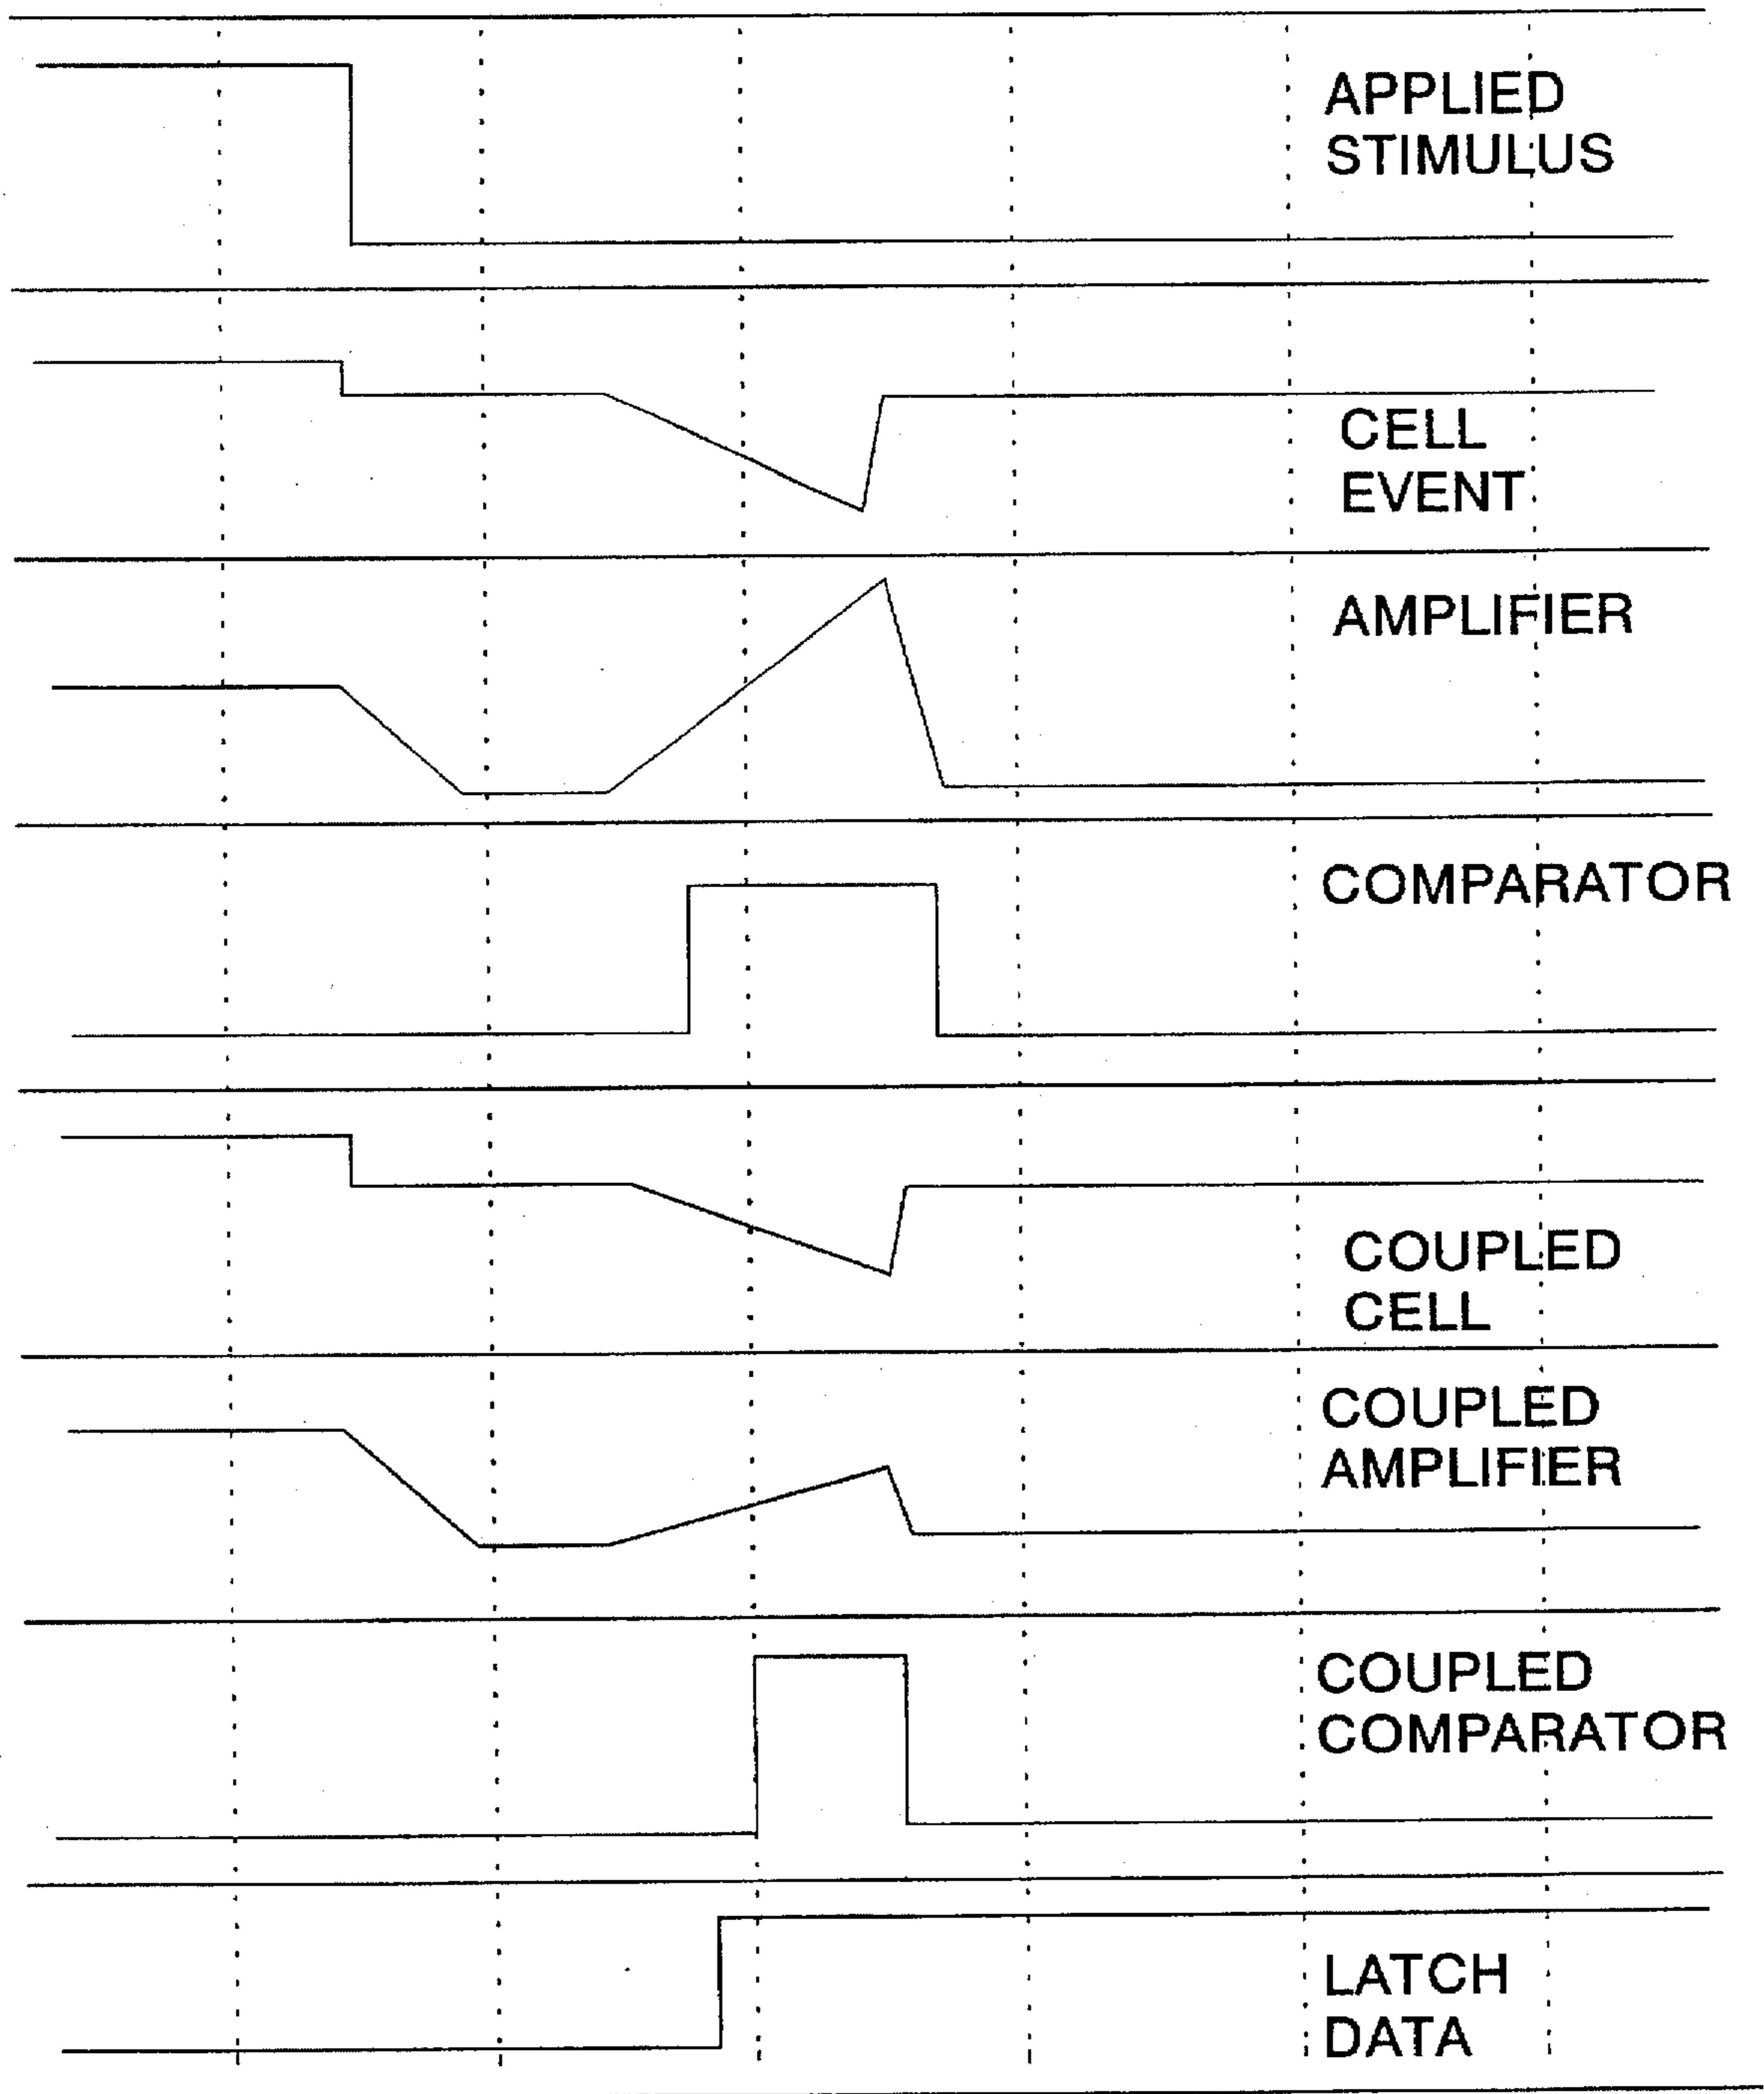 APPLIED
STIMULUS
CELL
EVENT
AMPLIFIER
COMPARATOR
COUPLED
CELL
COUPLED
AMPLIFIER
COUPLED
COMPARATOR
LATCH
DATA